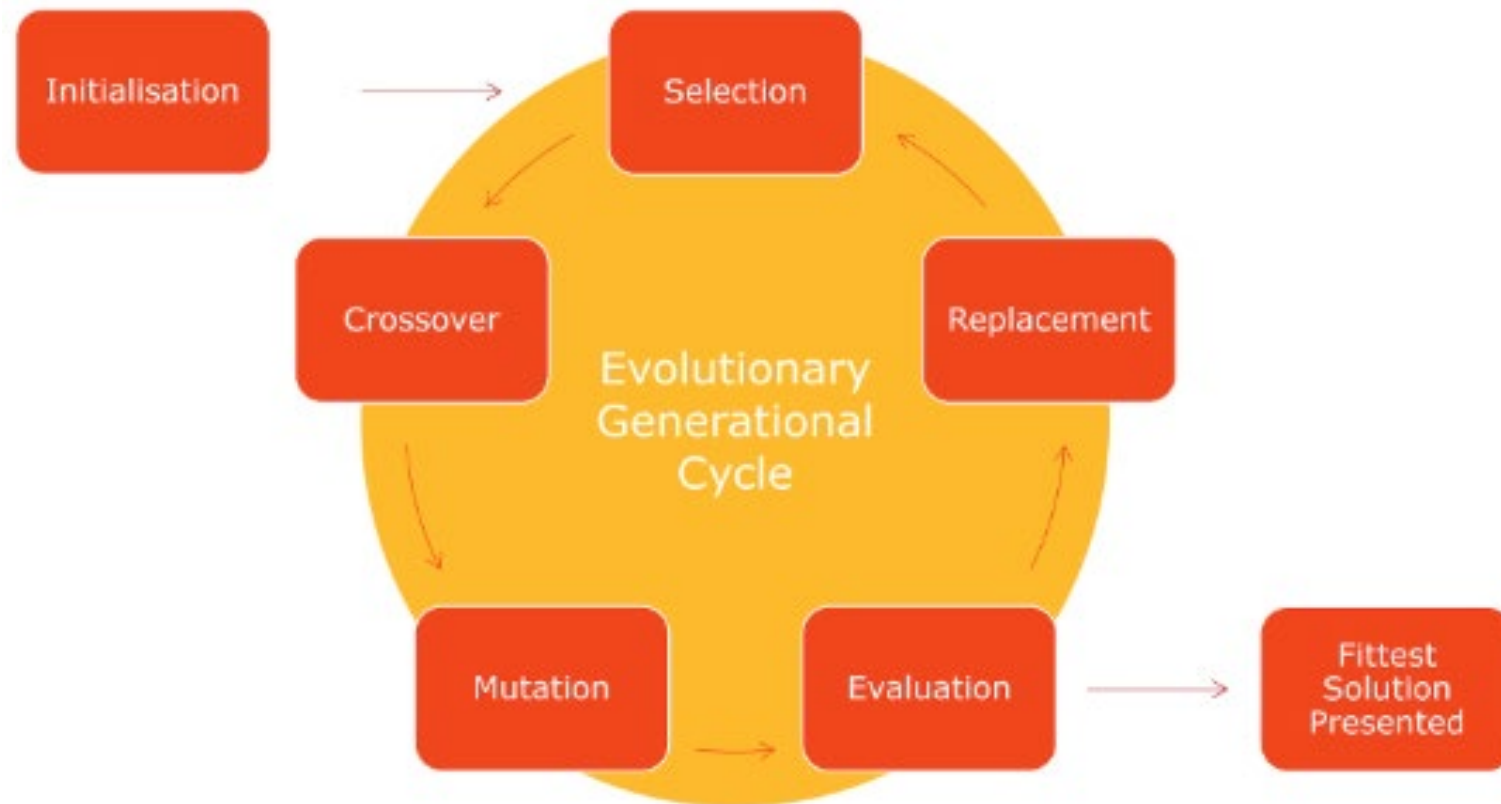 Initialisation
Selection
Crossover
Replacement
Evolutionary
Generational
Cycle
Mutation
Evaluation
Fittest
Solution
Presented